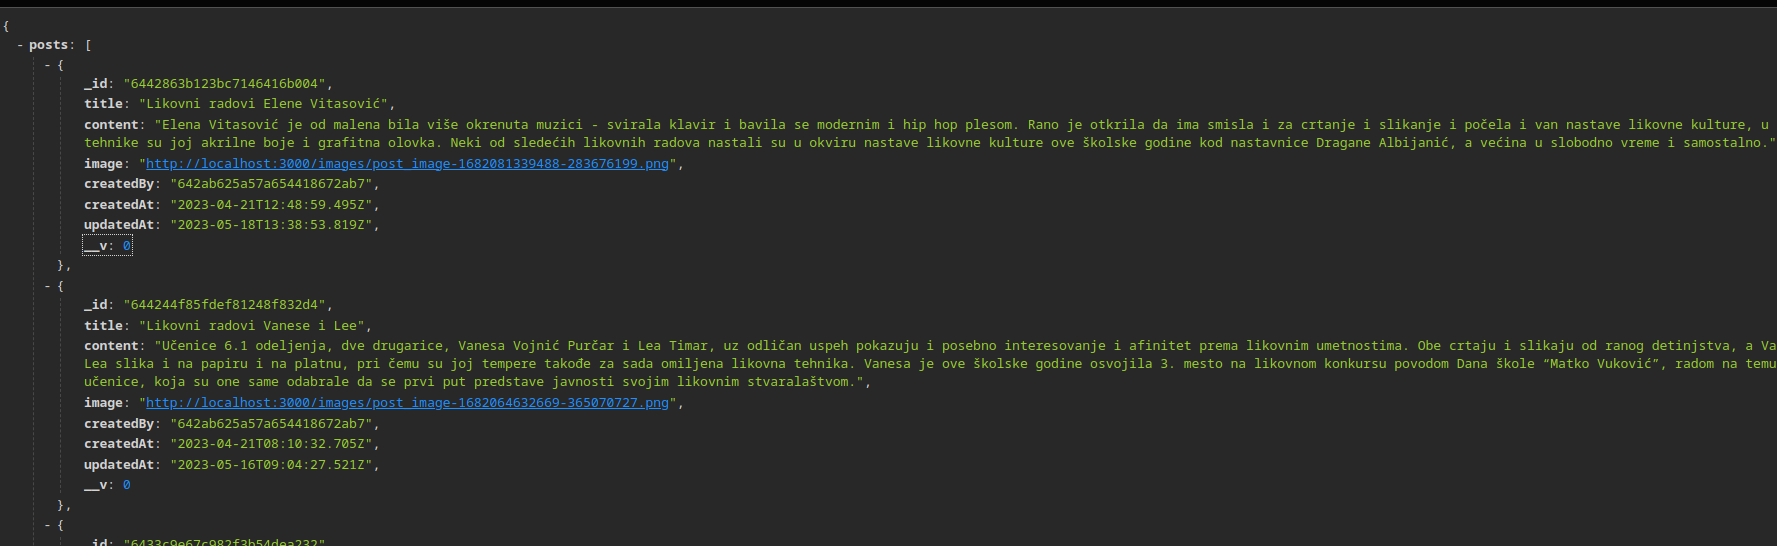 {
- posts: [
- {
_id: "6442863b123bc7146416b004",
title: "Likovni radovi Elene Vitasović",
content: "Elena Vitasović je od malena bila više okrenuta muzici - svirala klavir i bavila se modernim i hip hop plesom. Rano je otkrila da ima smisla i za crtanje i slikanje i počela i van nastave likovne kulture, u
tehnike su joj akrilne boje i grafitna olovka. Neki od sledećih likovnih radova nastali su u okviru nastave likovne kulture ove školske godine kod nastavnice Dragane Albijanić, a većina u slobodno vreme i samostalno."
image: "http://localhost:3000/images/post_image-1682081339488-283676199.png",
createdBy: "642ab625a57a654418672ab7",
createdAt: "2023-04-21T12:48:59.495Z",
updatedAt: "2023-05-18T13:38:53.819Z",
__v: 0
},
- {
_id: "644244f85fdef81248f832d4",
title: "Likovni radovi Vanese i Lee",
content: "Učenice 6.1 odeljenja, dve drugarice, Vanesa Vojnić Purčar i Lea Timar, uz odličan uspeh pokazuju i posebno interesovanje i afinitet prema likovnim umetnostima. Obe crtaju i slikaju od ranog detinjstva, a Va
Lea slika i na papiru i na platnu, pri čemu su joj tempere takođe za sada omiljena likovna tehnika. Vanesa je ove školske godine osvojila 3. mesto na likovnom konkursu povodom Dana škole “Matko Vuković”, radom na temu
učenice, koja su one same odabrale da se prvi put predstave javnosti svojim likovnim stvaralaštvom.",
image: "http://localhost:3000/images/post_image-1682064632669-365070727.png",
createdBy: "642ab625a57a654418672ab7",
createdAt: "2023-04-21T08:10:32.705Z",
updatedAt: "2023-05-16T09:04:27.521Z",
__v: 0
},
- {
_id: "6433c9e67c982f3b54dea232"